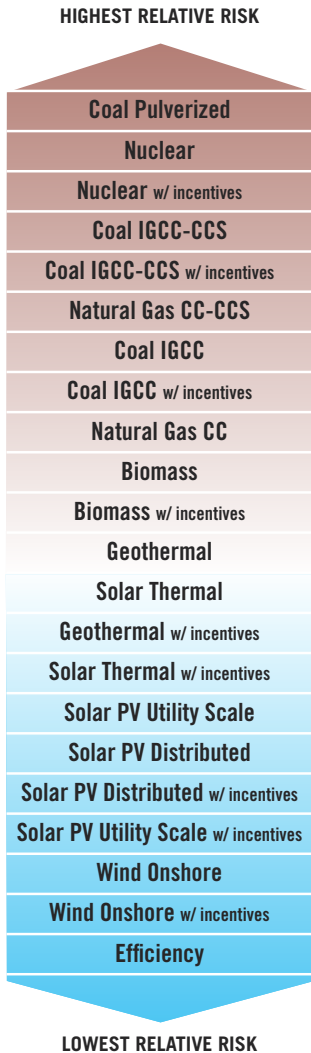 HIGHEST RELATIVE RISK
Coal Pulverized
Nuclear
Nuclear w/ incentives
Coal IGCC-CCS
Coal IGCC-CCS w/ incentives
Natural Gas CC-CCS
Coal IGCC
Coal IGCC w/ incentives
Natural Gas CC
Biomass
Biomass w/ incentives
Geothermal
Solar Thermal
Geothermal w/ incentives
Solar Thermal w/ incentives
Solar PV Utility Scale
Solar PV Distributed
Solar PV Distributed w/ incentives
Solar PV Utility Scale w/ incentives
Wind Onshore
Wind Onshore w/ incentives
Efficiency
LOWEST RELATIVE RISK